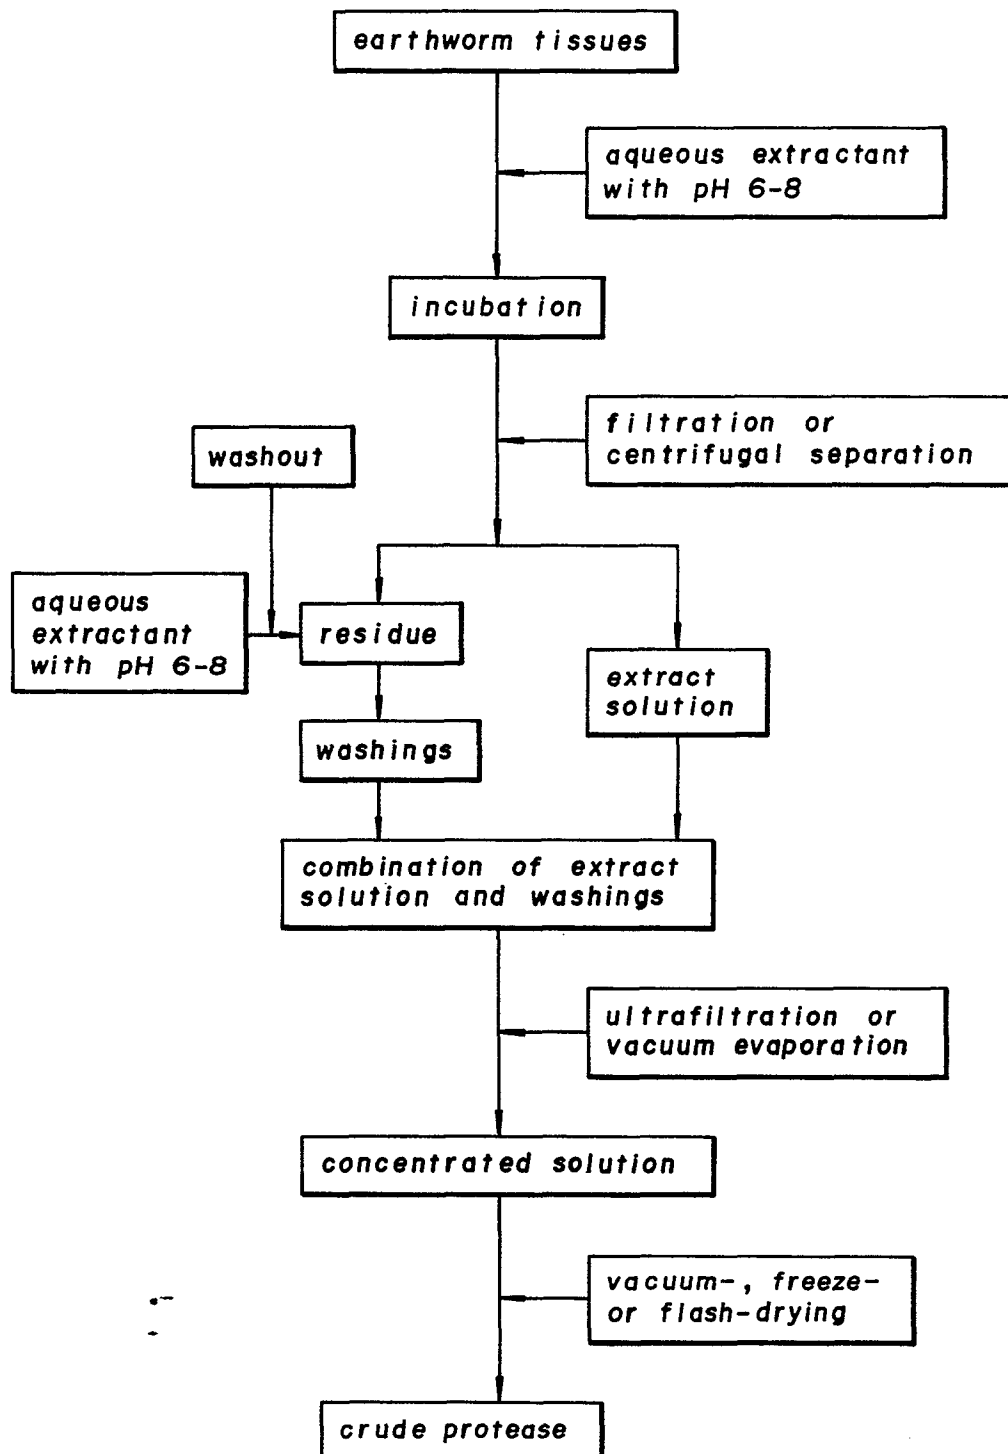 earthworm tissues
aqueous extractant
with pH 6-8
incubation
filtration or
centrifugal separation
washout
aqueous
extractant
with pH 6-8
residue
extract
solution
washings
combination of extract
solution and washings
ultrafiltration or
vacuum evaporation
concentrated solution
vacuum-, freeze-
or flash-drying
crude protease